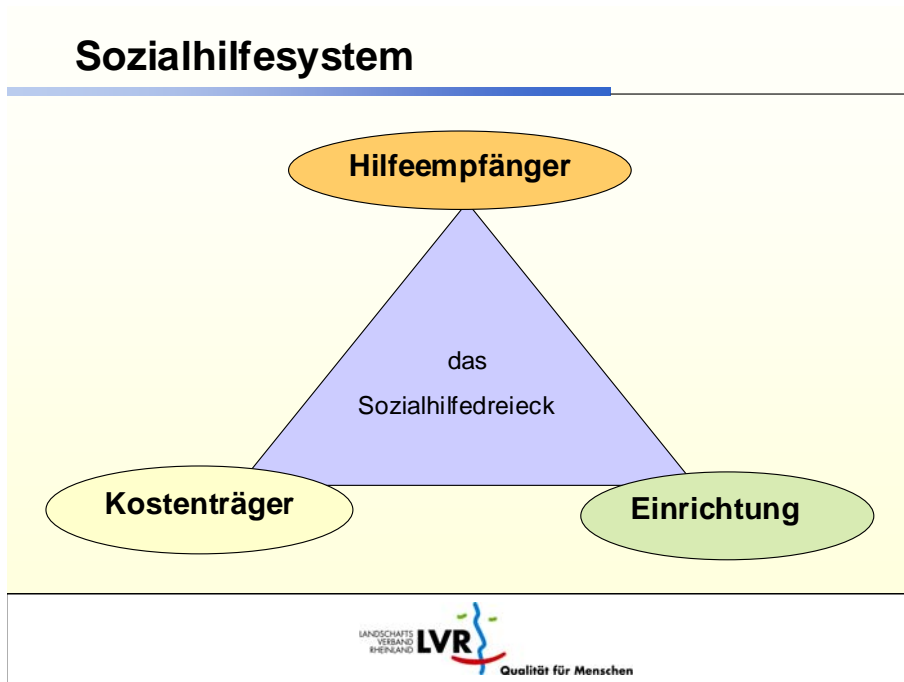 Sozialhilfesystem
Hilfeempfänger
das
Sozialhilfedreieck
Kostenträger
Einrichtung
LANDSCHAFTS
VERBAND
RHEINLAND
LVR
Qualität für Menschen